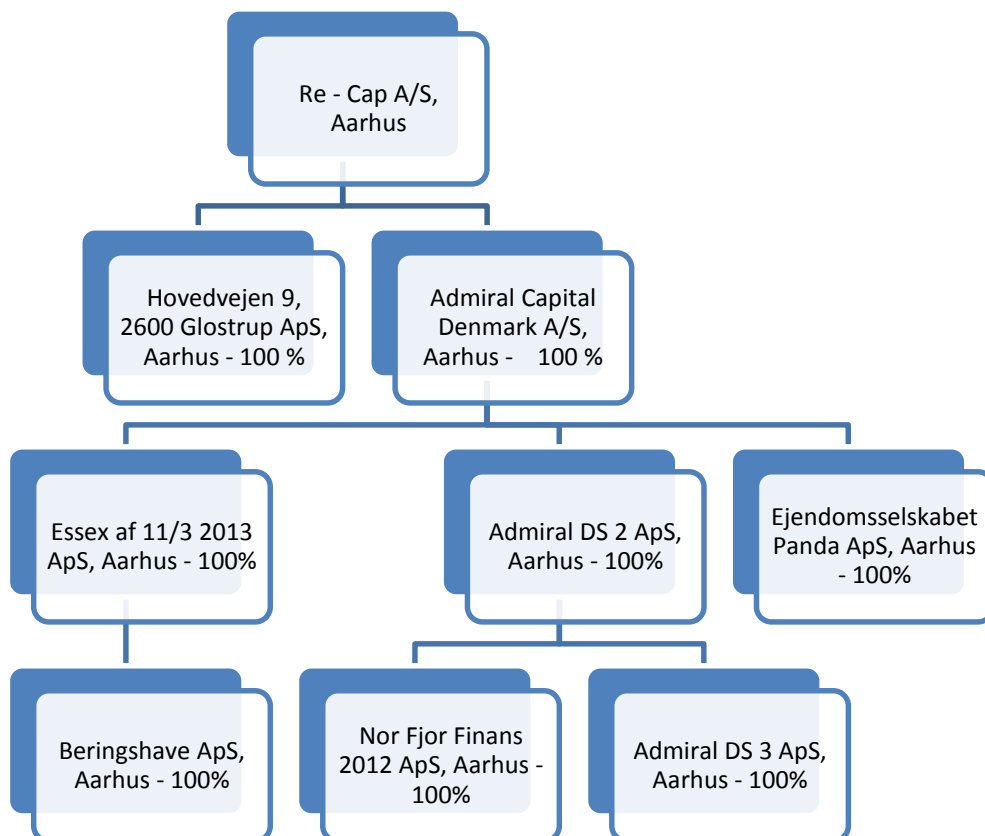 Re - Cap A/S,
Aarhus
Hovedvejen 9,
2600 Glostrup ApS,
Aarhus - 100 %
Admiral Capital
Denmark A/S,
Aarhus - 100 %
Essex af 11/3 2013
ApS, Aarhus - 100%
Admiral DS 2 ApS,
Aarhus - 100%
Ejendomsselskabet
Panda ApS, Aarhus
- 100%
Beringshave ApS,
Aarhus - 100%
Nor Fjor Finans
2012 ApS, Aarhus -
100%
Admiral DS 3 ApS,
Aarhus - 100%